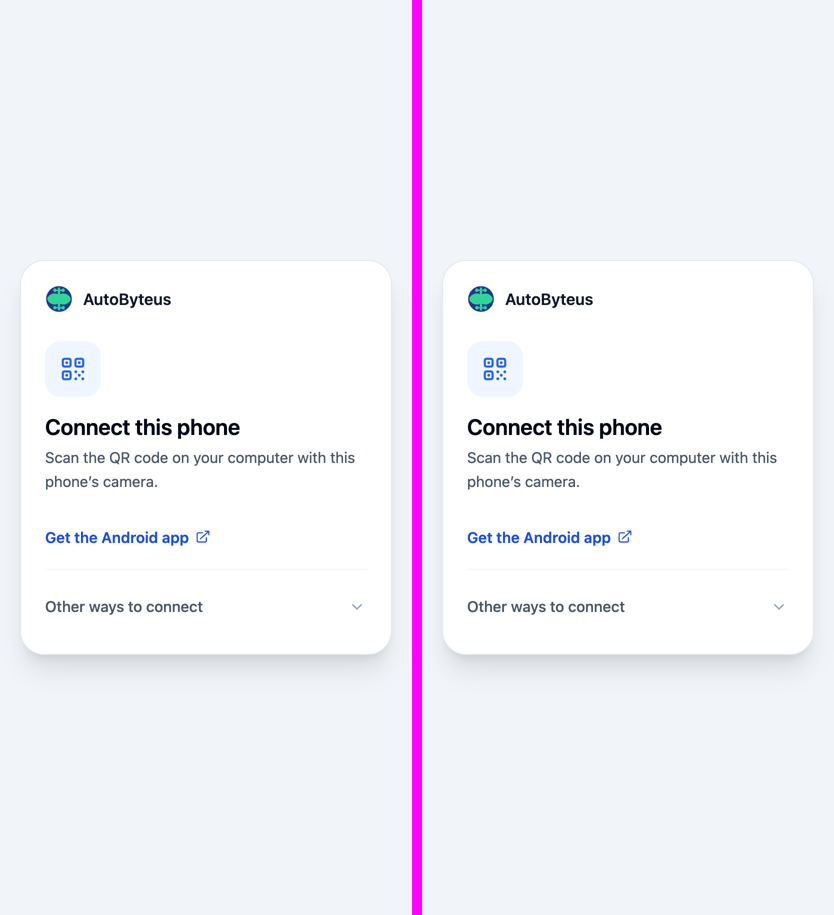 AutoByteus
Connect this phone
Scan the QR code on your computer with this
phone’s camera.
Get the Android app
Other ways to connect
AutoByteus
Connect this phone
Scan the QR code on your computer with this
phone’s camera.
Get the Android app
Other ways to connect